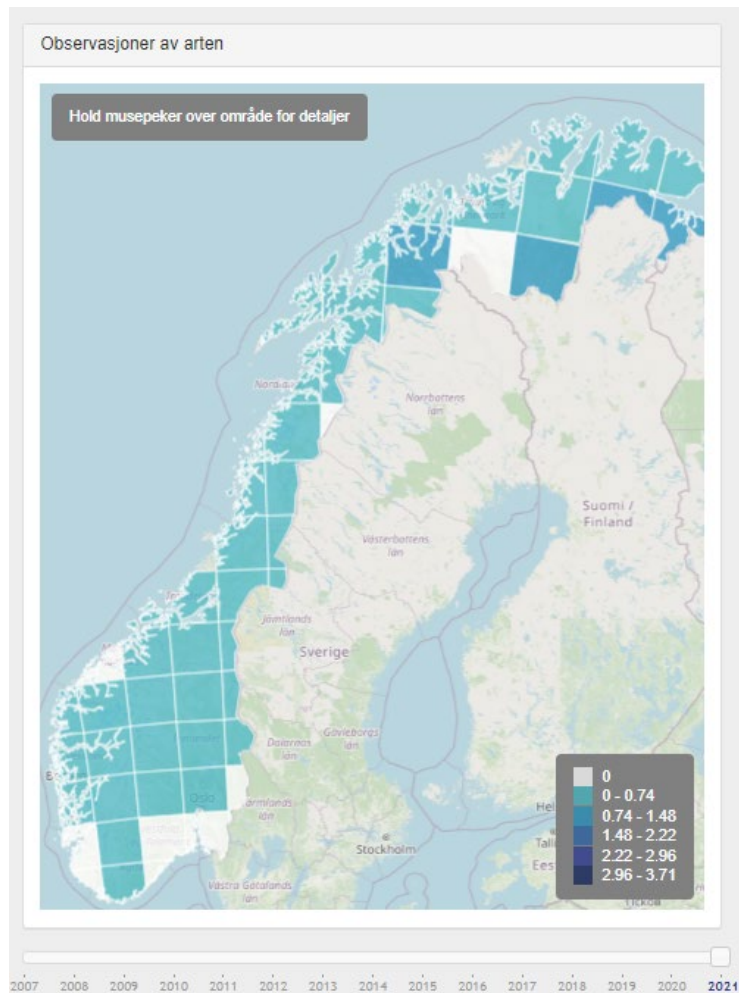 Observasjoner av arten
Hold musepeker over område for detaljer
Norrbottens
län
Suomi /
Finland
Västerbottens
län
Jämtlands
län
Sverige
Dalarnas
län
Gävleborgs
län
Oslo
Stockholm
Västra Götalands
län
0
0 - 0.74
0.74 - 1.48
1.48 - 2.22
2.22 - 2.96
2.96 - 3.71
2007 2008 2009 2010 2011 2012 2013 2014 2015 2016 2017 2018 2019 2020 2021